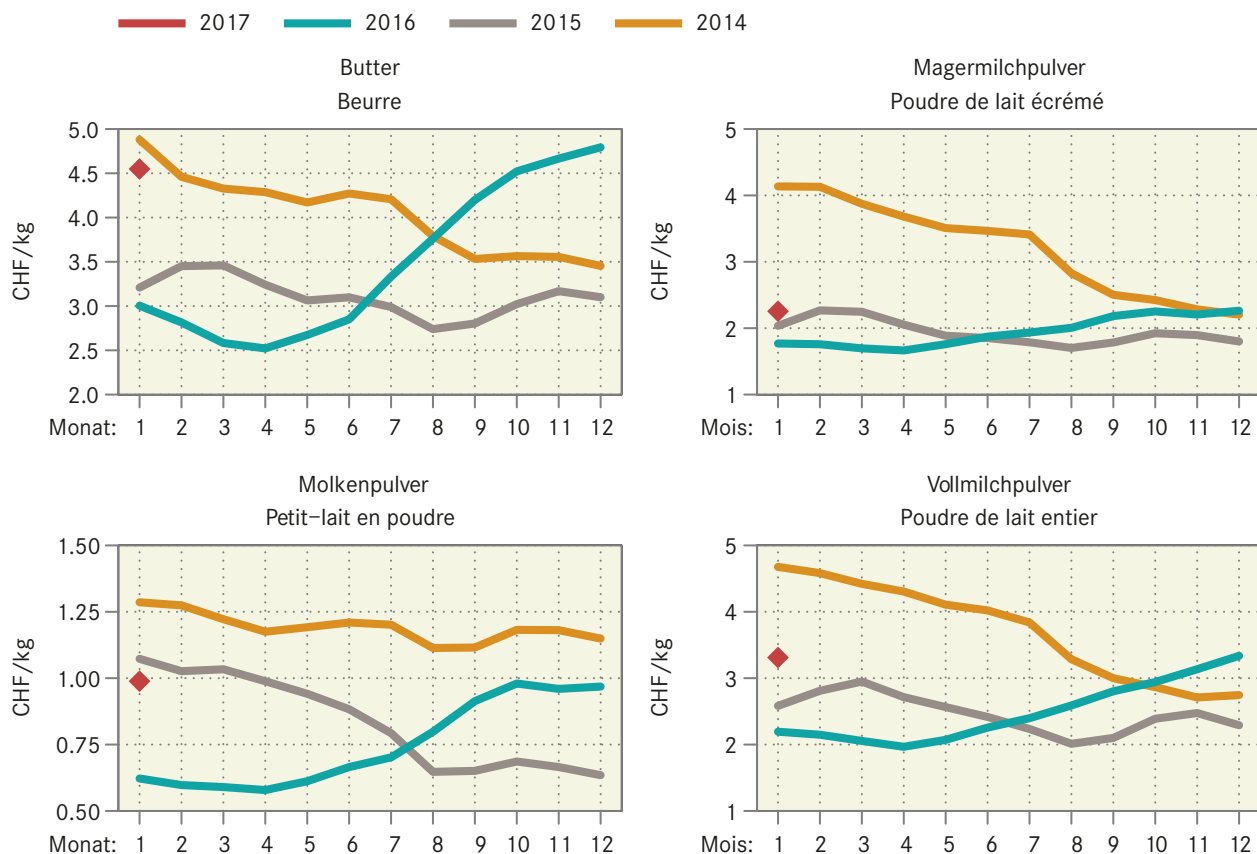 2017 2016 2015 2014
Butter
Beurre
CHF/kg
5.0
4.5
4.0
3.5
3.0
2.5
2.0
Monat: 1 2 3 4 5 6 7 8 9 10 11 12
Magermilchpulver
Poudre de lait écrémé
CHF/kg
5
4
3
2
1
Mois: 1 2 3 4 5 6 7 8 9 10 11 12
Molkenpulver
Petit-lait en poudre
CHF/kg
1.50
1.25
1.00
0.75
0.50
Monat: 1 2 3 4 5 6 7 8 9 10 11 12
Vollmilchpulver
Poudre de lait entier
CHF/kg
5
4
3
2
1
Mois: 1 2 3 4 5 6 7 8 9 10 11 12